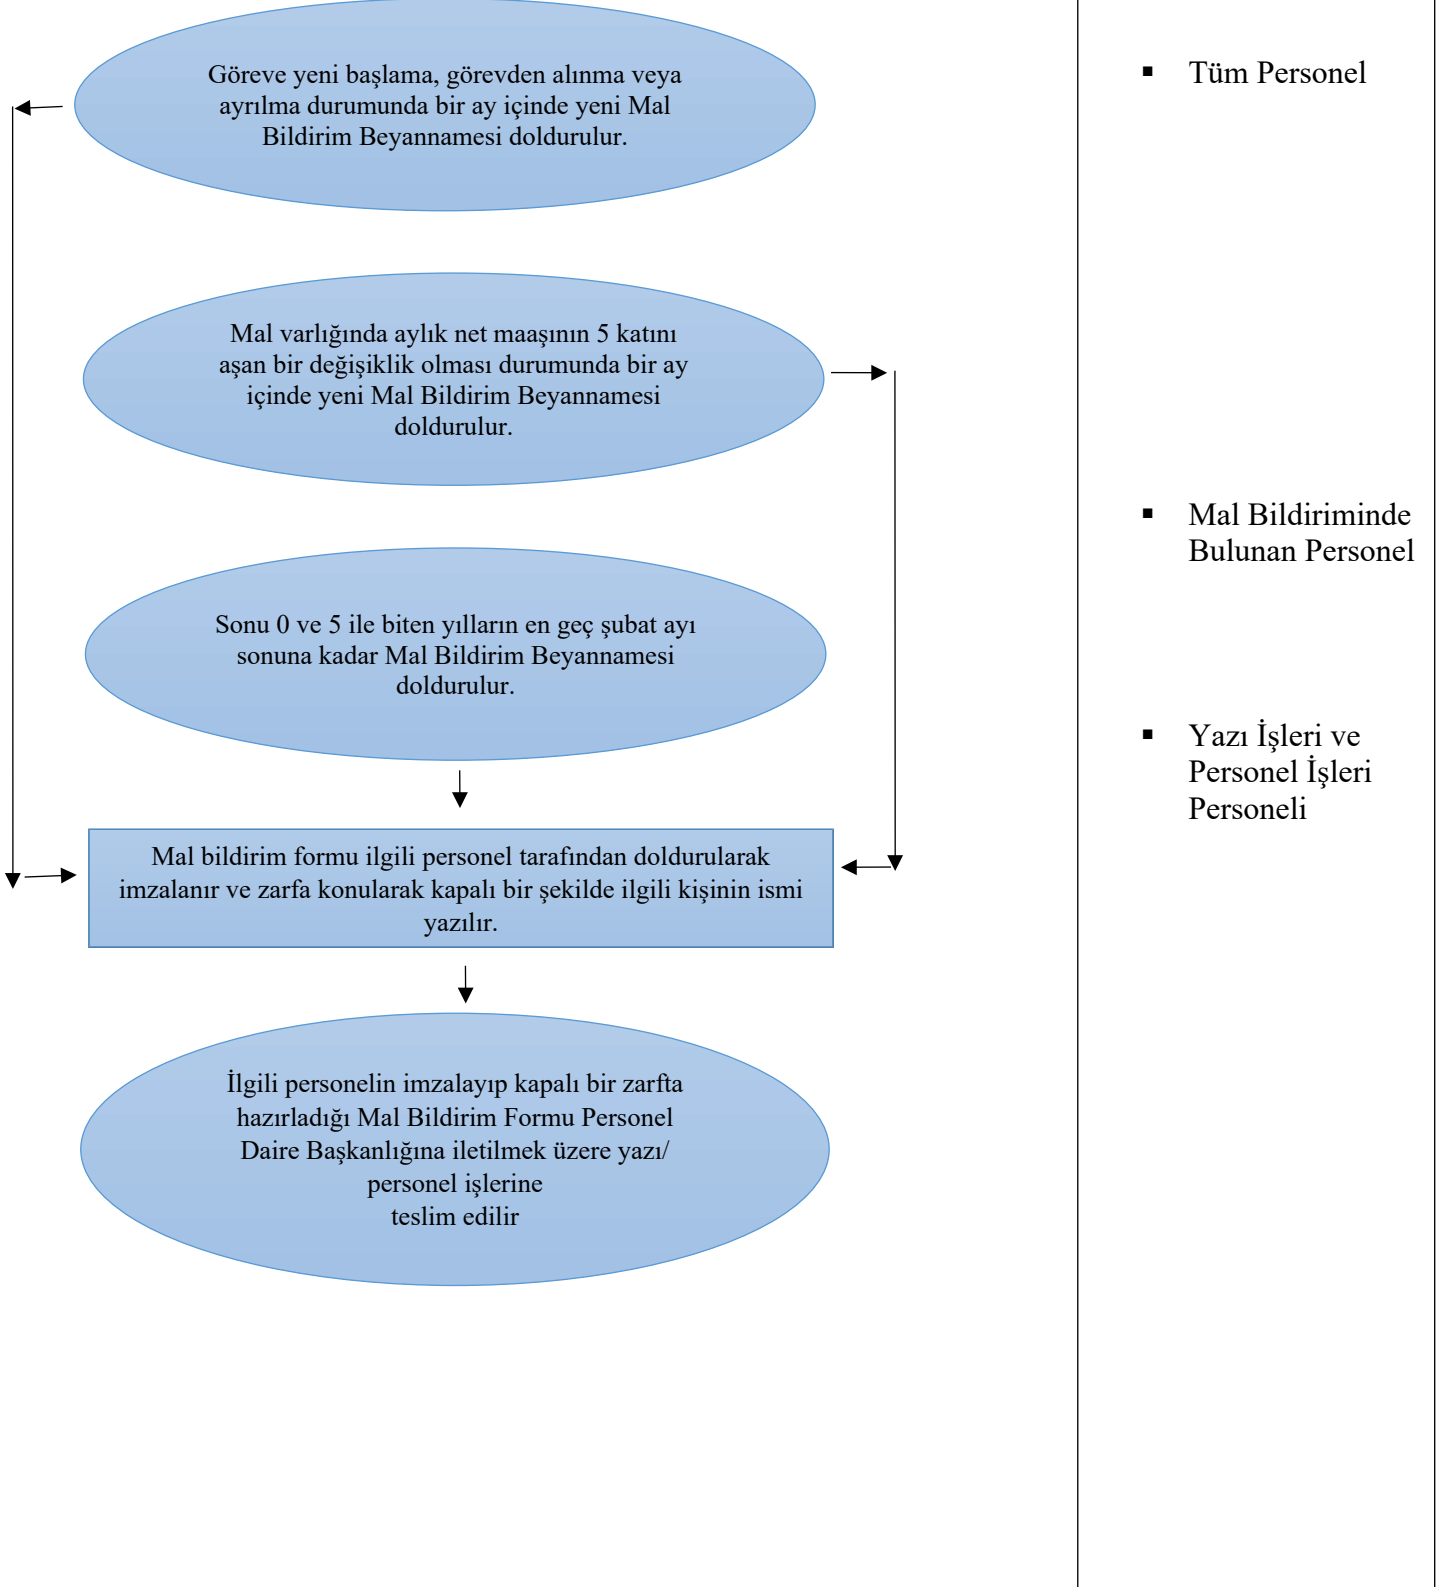 Göreve yeni başlama, görevden alınma veya
ayrılma durumunda bir ay içinde yeni Mal
Bildirim Beyannamesi doldurulur.
Mal varlığında aylık net maaşının 5 katını
aşan bir değişiklik olması durumunda bir ay
içinde yeni Mal Bildirim Beyannamesi
doldurulur.
Sonu 0 ve 5 ile biten yılların en geç şubat ayı
sonuna kadar Mal Bildirim Beyannamesi
doldurulur.
Mal bildirim formu ilgili personel tarafından doldurularak
imzalanır ve zarfa konularak kapalı bir şekilde ilgili kişinin ismi
yazılır.
İlgili personelin imzalayıp kapalı bir zarfta
hazırladığı Mal Bildirim Formu Personel
Daire Başkanlığına iletilmek üzere yazı/
personel işlerine
teslim edilir
▪ Tüm Personel
▪ Mal Bildiriminde
Bulunan Personel
▪ Yazı İşleri ve
Personel İşleri
Personeli